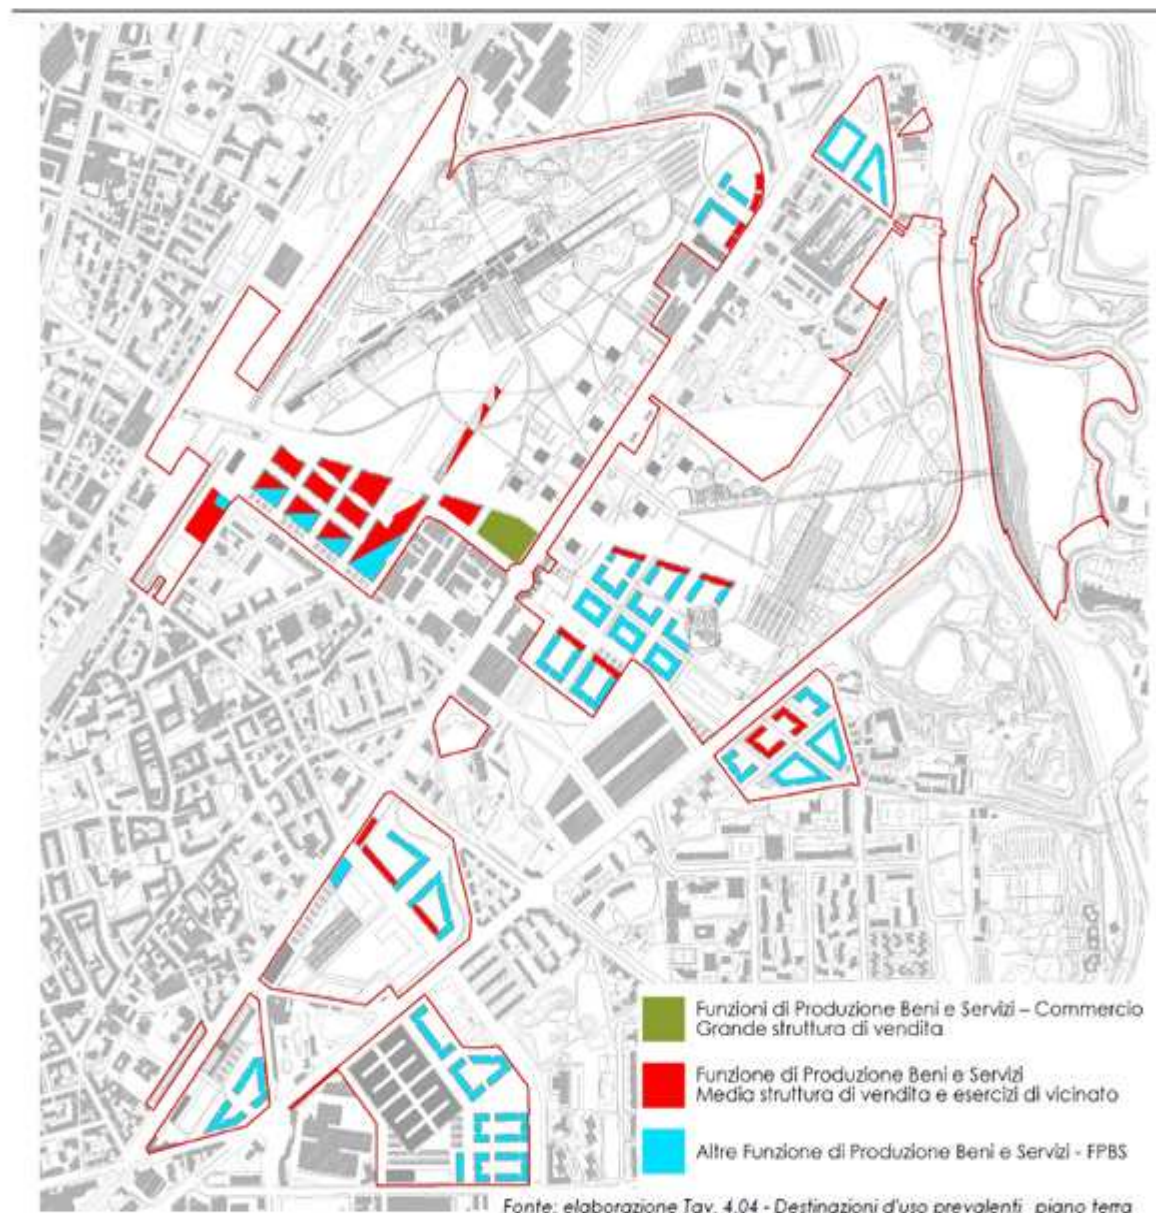 Funzioni di Produzione Beni e Servizi – Commercio
Grande struttura di vendita
Funzione di Produzione Beni e Servizi
Media struttura di vendita e esercizi di vicinato
Altre Funzione di Produzione Beni e Servizi - FPBS
Fonte: elaborazione Tav. 4.04 - Destinazioni d'uso prevalenti piano terra